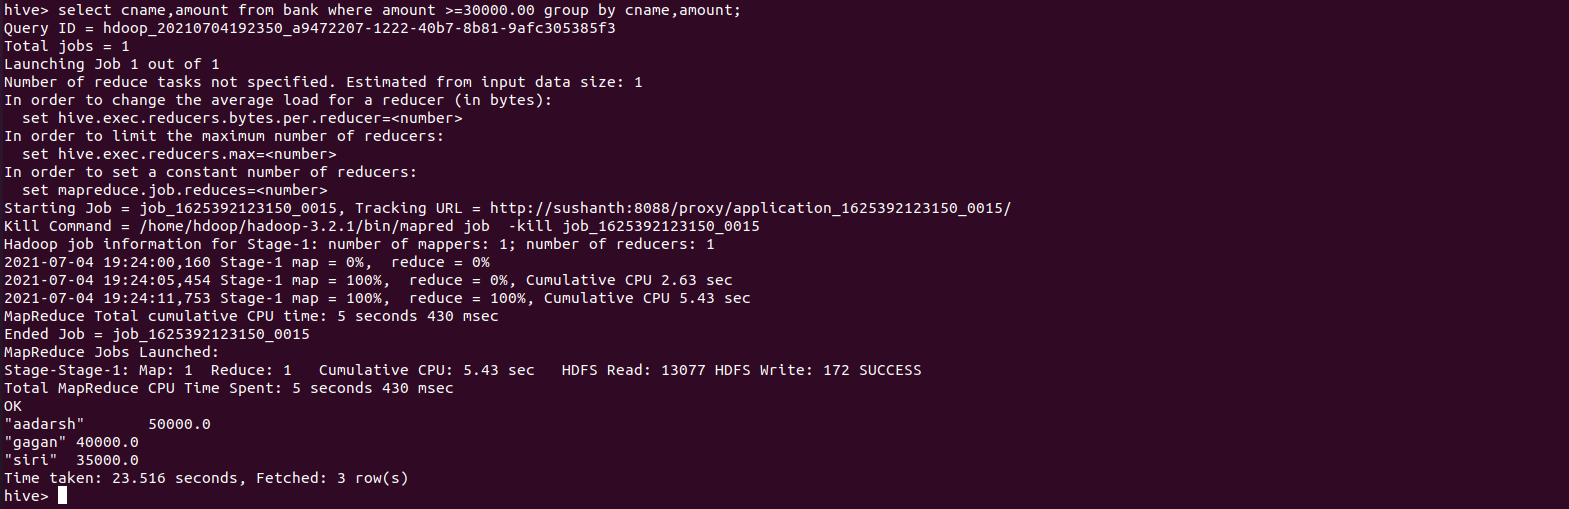 hive> select cname,amount from bank where amount >=30000.00 group by cname,amount;
Query ID = hdoop_20210704192350_a9472207-1222-40b7-8b81-9afc305385f3
Total jobs = 1
Launching Job 1 out of 1
Number of reduce tasks not specified. Estimated from input data size: 1
In order to change the average load for a reducer (in bytes):
  set hive.exec.reducers.bytes.per.reducer=<number>
In order to limit the maximum number of reducers:
  set hive.exec.reducers.max=<number>
In order to set a constant number of reducers:
  set mapreduce.job.reduces=<number>
Starting Job = job_1625392123150_0015, Tracking URL = http://sushanth:8088/proxy/application_1625392123150_0015/
Kill Command = /home/hdoop/hadoop-3.2.1/bin/mapred job  -kill job_1625392123150_0015
Hadoop job information for Stage-1: number of mappers: 1; number of reducers: 1
2021-07-04 19:24:00,160 Stage-1 map = 0%,  reduce = 0%
2021-07-04 19:24:05,454 Stage-1 map = 100%,  reduce = 0%, Cumulative CPU 2.63 sec
2021-07-04 19:24:11,753 Stage-1 map = 100%,  reduce = 100%, Cumulative CPU 5.43 sec
MapReduce Total cumulative CPU time: 5 seconds 430 msec
Ended Job = job_1625392123150_0015
MapReduce Jobs Launched:
Stage-Stage-1: Map: 1  Reduce: 1   Cumulative CPU: 5.43 sec   HDFS Read: 13077 HDFS Write: 172 SUCCESS
Total MapReduce CPU Time Spent: 5 seconds 430 msec
OK
"aadarsh"       50000.0
"gagan" 40000.0
"siri"  35000.0
Time taken: 23.516 seconds, Fetched: 3 row(s)
hive>